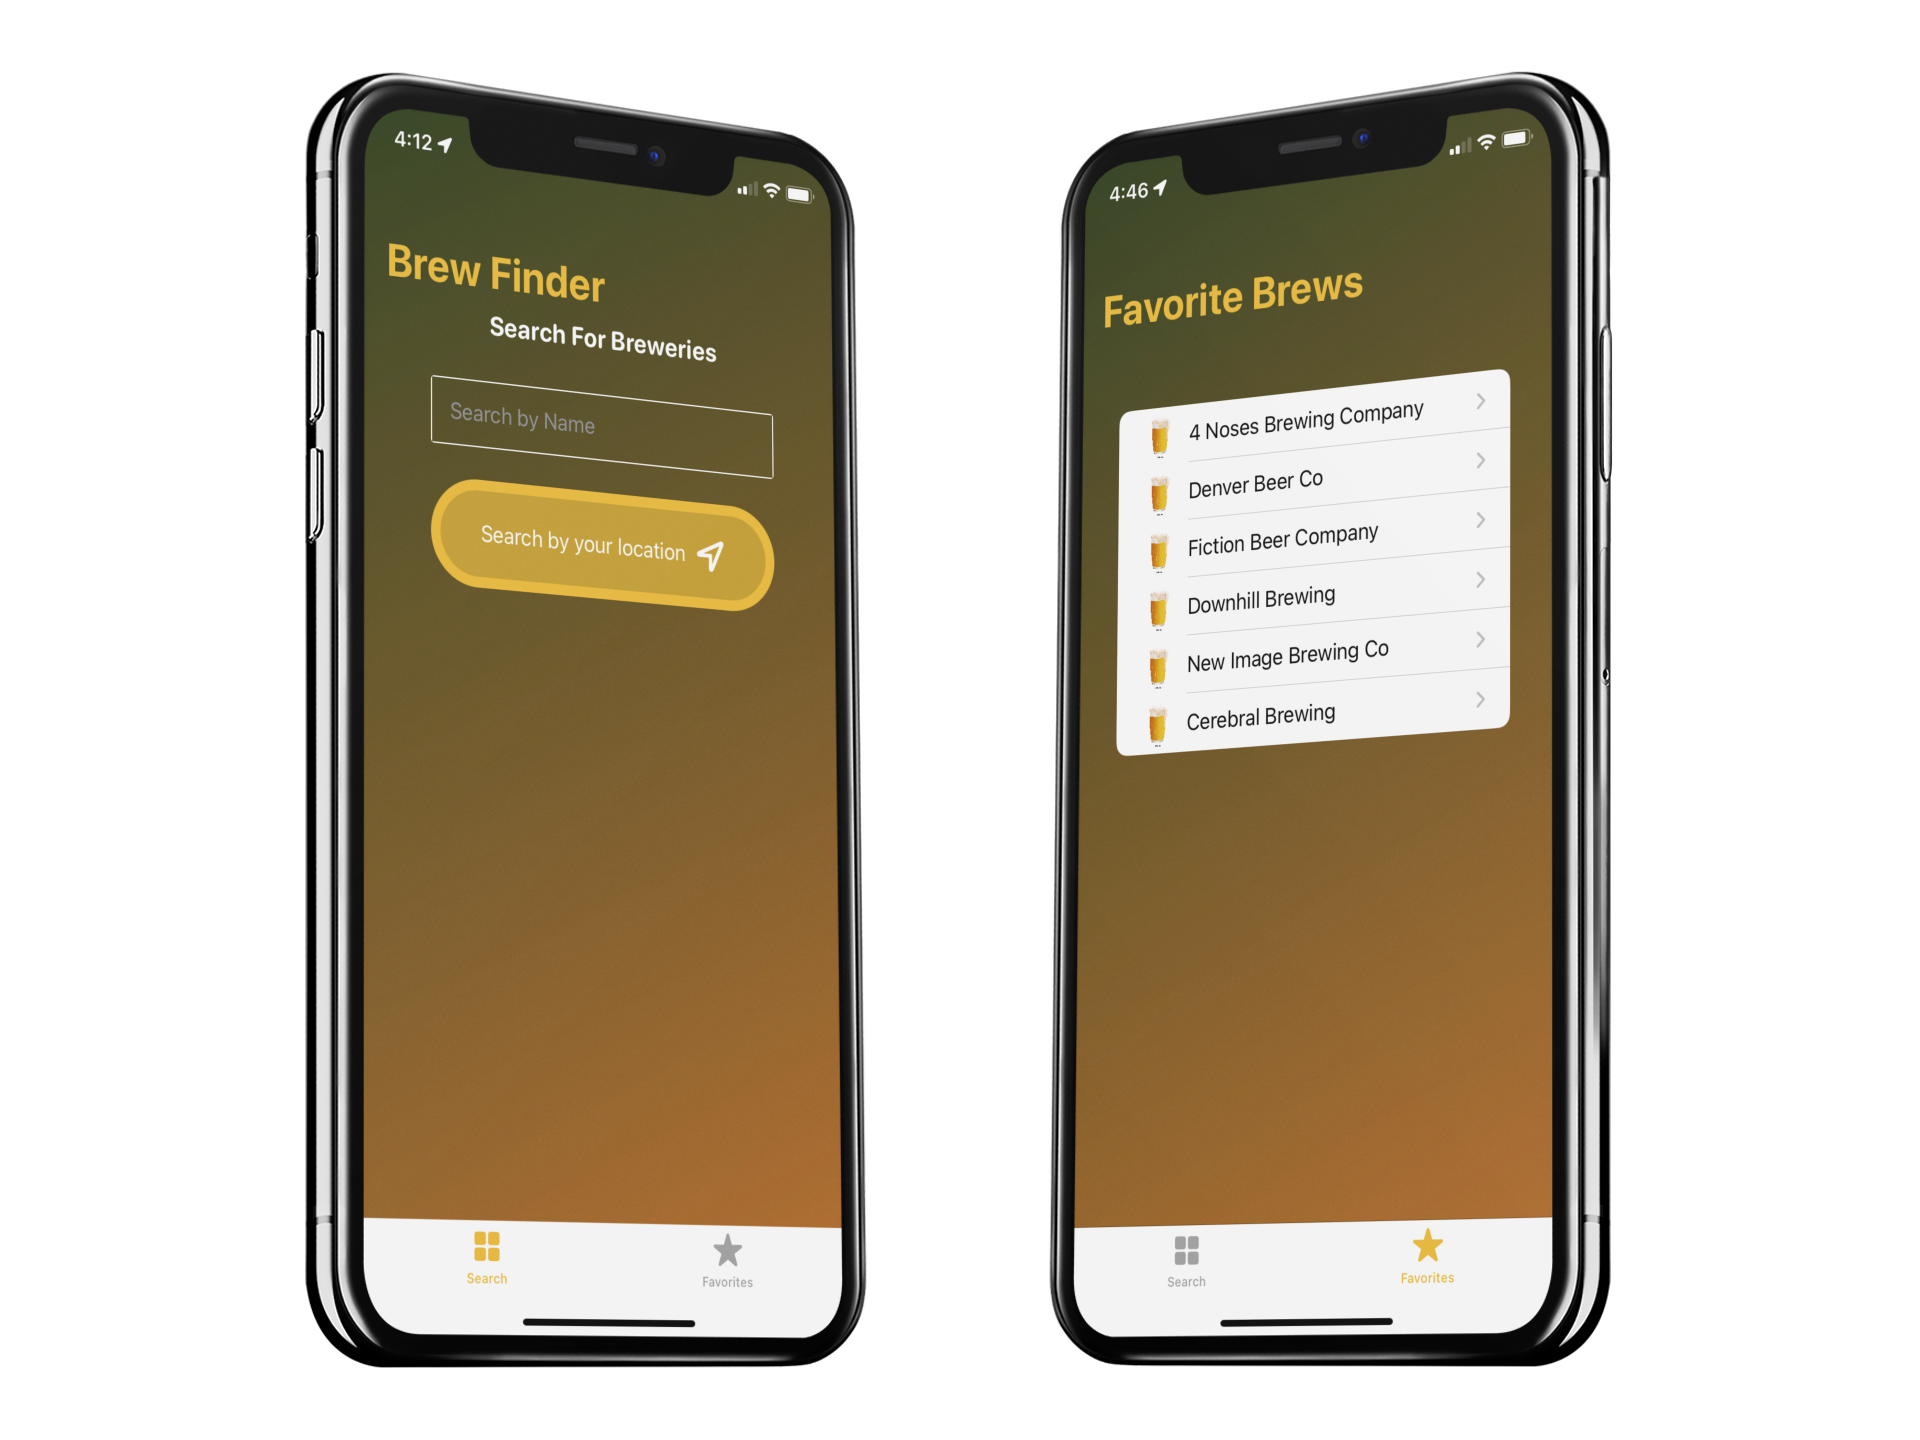 4:12
Brew Finder
Search For Breweries
Search by Name
Search by your location
Search
Favorites
4:46
Favorite Brews
4 Noses Brewing Company
Denver Beer Co
Fiction Beer Company
Downhill Brewing
New Image Brewing Co
Cerebral Brewing
Search
Favorites